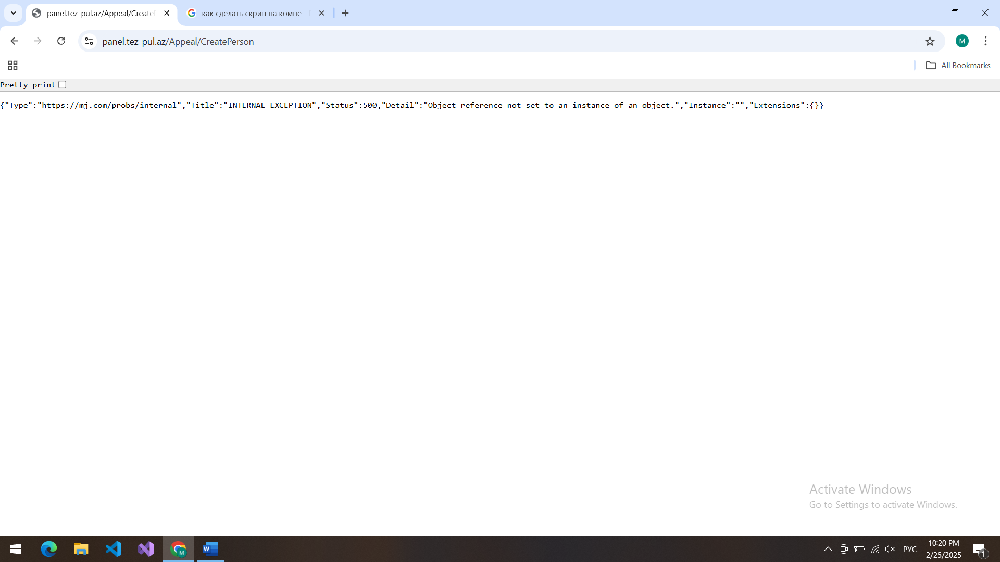 panel.tez-pul.az/Appeal/CreateP
как сделать скрин на компе -
panel.tez-pul.az/Appeal/CreatePerson
M
All Bookmarks
Pretty-print
{"Type":"https://mj.com/probs/internal","Title":"INTERNAL EXCEPTION","Status":500,"Detail":"Object reference not set to an instance of an object.","Instance":"","Extensions":{}}
Activate Windows
Go to Settings to activate Windows.
M
W
РУС
10:20 PM
2/25/2025
1